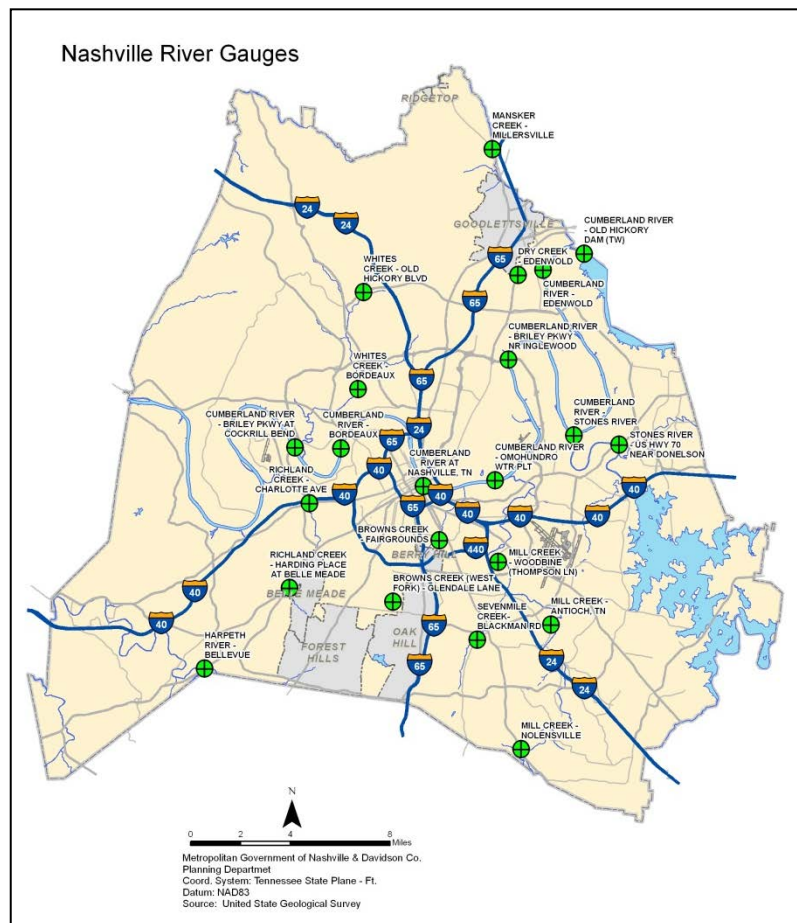 Nashville River Gauges
RIDGETOP
MANSKER
CREEK -
MILLERSVILLE
24
24
GOODLETTSVILLE
CUMBERLAND RIVER
- OLD HICKORY
DAM (TW)
65
DRY CREEK
- EDENWOLD
WHITES
CREEK - OLD
HICKORY BLVD
CUMBERLAND
RIVER -
EDENWOLD
65
CUMBERLAND RIVER
- BRILEY PKWY
NR INGLEWOOD
WHITES
CREEK -
BORDEAUX
65
CUMBERLAND RIVER
- BRILEY PKWY AT
COCKRILL BEND
CUMBERLAND
RIVER -
BORDEAUX
65
24
CUMBERLAND
RIVER -
STONES RIVER
STONES RIVER
- US HWY 70
NEAR DONELSON
CUMBERLAND
RIVER AT
NASHVILLE, TN
CUMBERLAND RIVER
- OMOHUNDRO
WTR PLT
40
RICHLAND
CREEK -
CHARLOTTE AVE
40
65
40
40
40
40
40
BROWNS CREEK
- FAIRGROUNDS
BERRY HILL
440
MILL CREEK
- WOODBINE
(THOMPSON LN)
RICHLAND CREEK
- HARDING PLACE
AT BELLE MEADE
BELLE MEADE
BROWNS CREEK (WEST
FORK) - GLENDALE LANE
40
40
SEVENMILE
CREEK-
BLACKMAN RD
MILL CREEK -
ANTIOCH, TN
HARPETH
RIVER -
BELLEVUE
FOREST
HILLS
OAK
HILL
65
65
24
24
MILL CREEK -
NOLENSVILLE
N
0 2 4 8
Miles
Metropolitan Government of Nashville & Davidson Co.
Planning Departmet
Coord. System: Tennessee State Plane - Ft.
Datum: NAD83
Source: United State Geological Survey